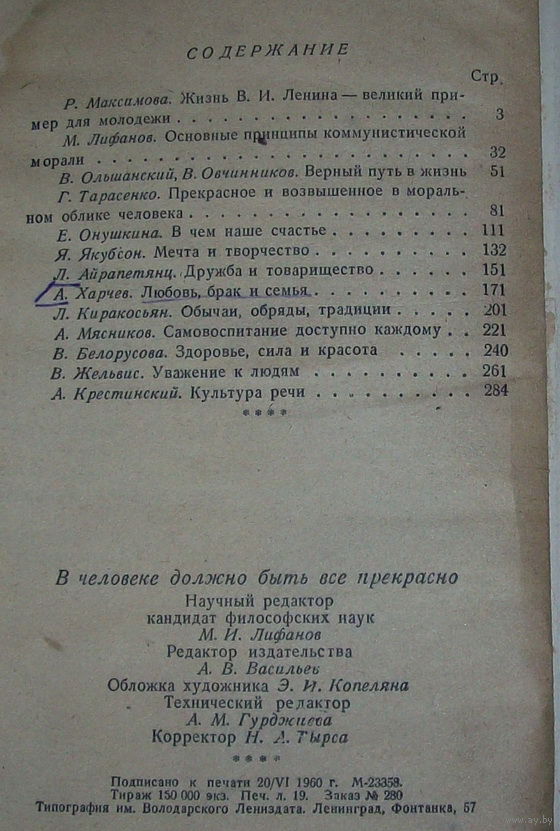 СОДЕРЖАНИЕ
Стр.
Р. Максимова. Жизнь В. И. Ленина — великий при-
мер для молодежи . . . . . . . . . . . . . . . 3
М. Лифанов. Основные принципы коммунистической
морали . . . . . . . . . . . . . . . . . . . 32
В. Ольшанский, В. Овчинников. Верный путь в жизнь 51
Г. Тарасенко. Прекрасное и возвышенное в мораль-
ном облике человека . . . . . . . . . . . . . . 81
Е. Онушкина. В чем наше счастье . . . . . . . 111
Я. Якубсон. Мечта и творчество . . . . . . . . 132
Л. Айрапетянц. Дружба и товарищество . . . . . 151
А. Харчев. Любовь, брак и семья . . . . . . . . 171
Л. Киракосьян. Обычаи, обряды, традиции . . . . 201
А. Мясников. Самовоспитание доступно каждому . . 221
В. Белорусова. Здоровье, сила и красота . . . . . 240
В. Жельвис. Уважение к людям . . . . . . . . . 261
А. Крестинский. Культура речи . . . . . . . . . 284
* * * *
В человеке должно быть все прекрасно
Научный редактор
кандидат философских наук
М. И. Лифанов
Редактор издательства
А. В. Васильев
Обложка художника Э. И. Копеляна
Технический редактор
А. М. Гурджиева
Корректор Н. А. Тырса
* * * *
Подписано к печати 20/VI 1960 г. М-23358.
Тираж 150 000 экз. Печ. л. 19. Заказ № 280
Типография им. Володарского Лениздата. Ленинград, Фонтанка, 57
www.ay.by